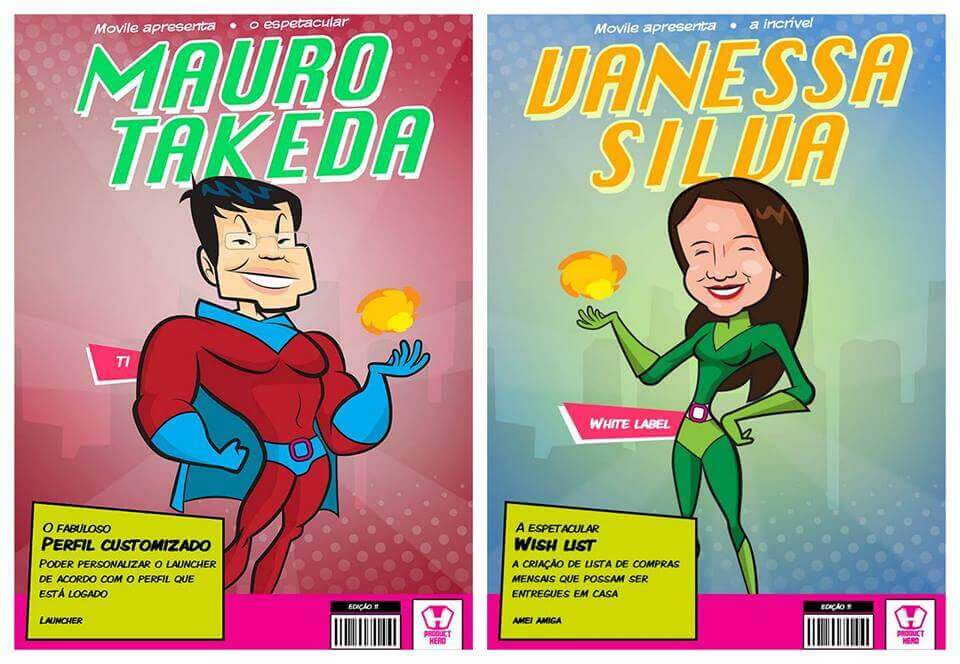 Movile apresenta • o espetacular
MAURO
TAKEDA
TI
O FABULOSO
PERFIL CUSTOMIZADO
PODER PERSONALIZAR O LAUNCHER
DE ACORDO COM O PERFIL QUE
ESTÁ LOGADO
LAUNCHER
EDIÇÃO 11
PRODUCT
HERO
Movile apresenta • a incrível
VANESSA
SILVA
WHITE LABEL
A ESPETACULAR
WISH LIST
A CRIAÇÃO DE LISTA DE COMPRAS
MENSAIS QUE POSSAM SER
ENTREGUES EM CASA
AMEI AMIGA
EDIÇÃO 11
PRODUCT
HERO